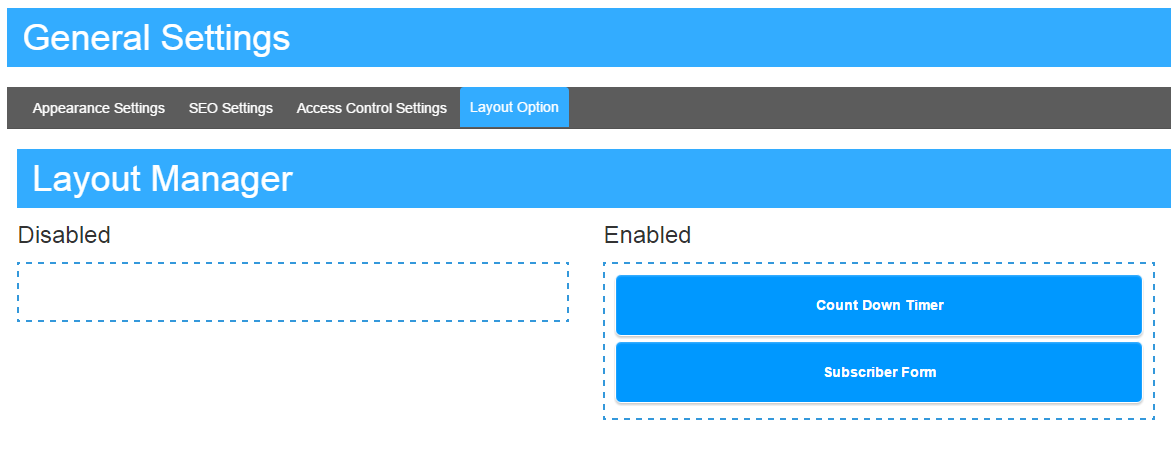 General Settings
Appearance Settings SEO Settings Access Control Settings Layout Option
Layout Manager
Disabled Enabled
Count Down Timer
Subscriber Form